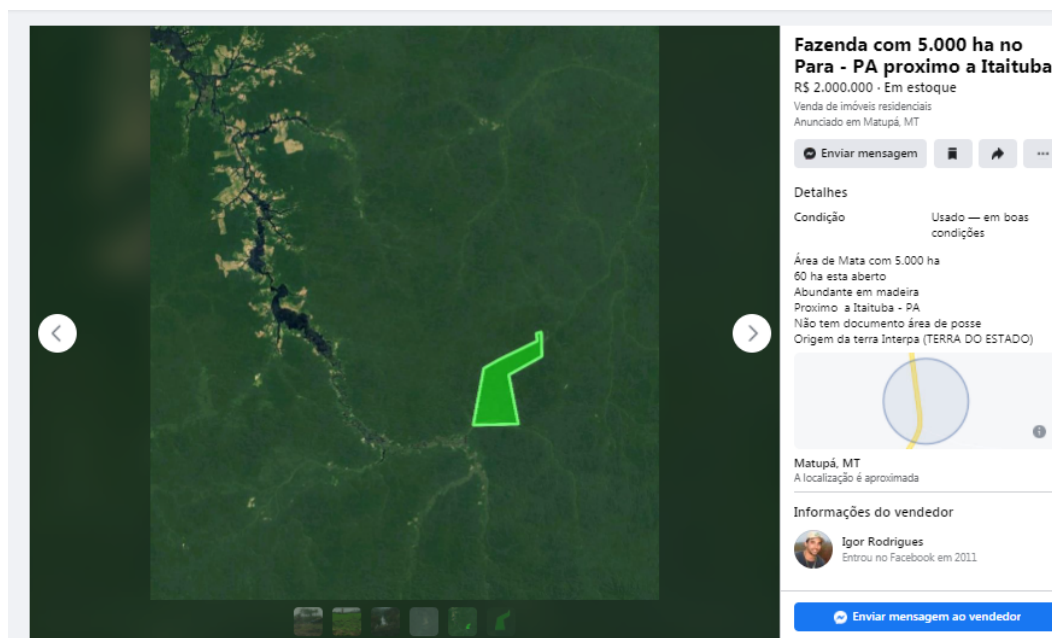 Fazenda com 5.000 ha no
Para - PA proximo a Itaituba
R$ 2.000.000 · Em estoque
Venda de imóveis residenciais
Anunciado em Matupá, MT
Enviar mensagem
Detalhes
Condição
Usado — em boas
condições
Área de Mata com 5.000 ha
60 ha esta aberto
Abundante em madeira
Proximo a Itaituba - PA
Não tem documento área de posse
Origem da terra Interpa (TERRA DO ESTADO)
Matupá, MT
A localização é aproximada
Informações do vendedor
Igor Rodrigues
Entrou no Facebook em 2011
Enviar mensagem ao vendedor